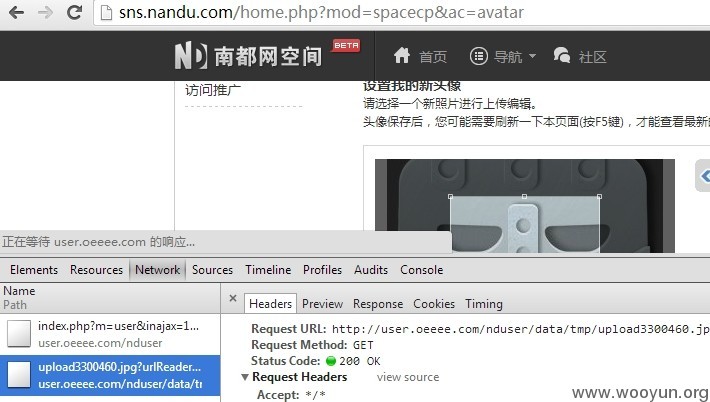 sns.nandu.com/home.php?mod=spacecp&ac=avatar
ND 南都网空间 BETA 首页 导航 社区
访问推广
设置我的新头像
请选择一个新照片进行上传编辑。
头像保存后，您可能需要刷新一下本页面(按F5键)，才能查看最新的
正在等待 user.oeeee.com 的响应...
Elements Resources Network Sources Timeline Profiles Audits Console
Name
Path
× Headers Preview Response Cookies Timing
index.php?m=user&inajax=1...
user.oeeee.com/nduser
upload3300460.jpg?urlReader...
user.oeeee.com/nduser/data/tr
Request URL: http://user.oeeee.com/nduser/data/tmp/upload3300460.jp
Request Method: GET
Status Code: 200 OK
Request Headers view source
Accept: */*
www.wooyun.org